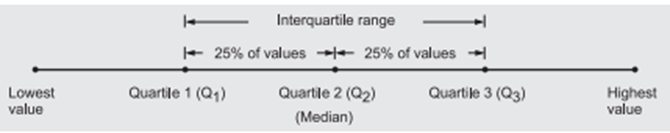 Interquartile range
25% of values 25% of values
Lowest value
Quartile 1 (Q1)
Quartile 2 (Q2)
(Median)
Quartile 3 (Q3)
Highest value